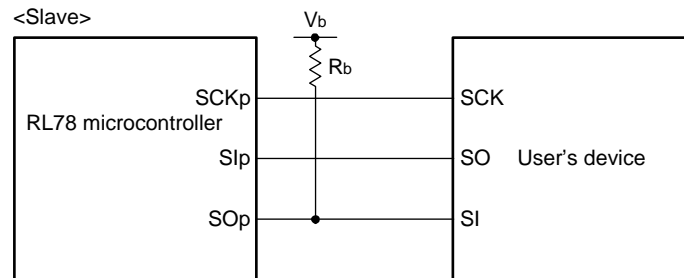 <Slave>
Vb
Rb
SCKp
SCK
RL78 microcontroller
SIp
SO
User's device
SOp
SI